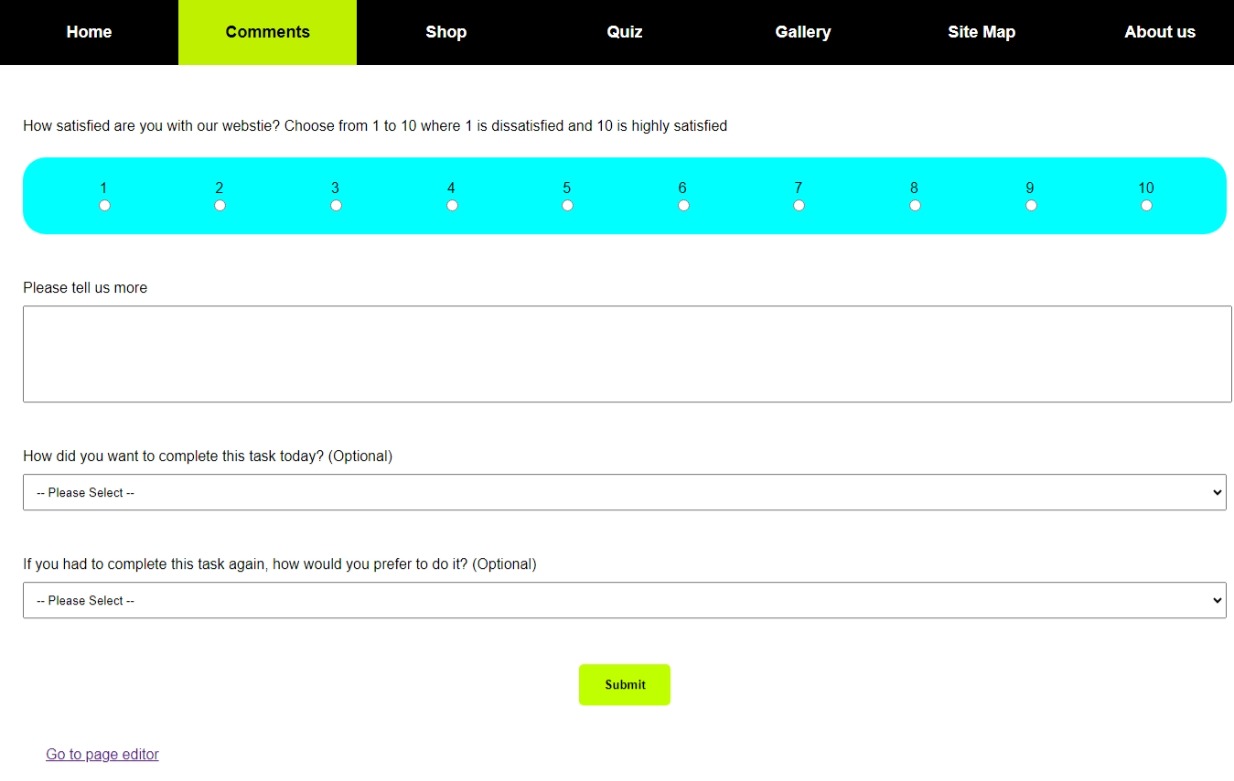 Home Comments Shop Quiz Gallery Site Map About us
How satisfied are you with our webstie? Choose from 1 to 10 where 1 is dissatisfied and 10 is highly satisfied
1 2 3 4 5 6 7 8 9 10
Please tell us more
How did you want to complete this task today? (Optional)
-- Please Select --
If you had to complete this task again, how would you prefer to do it? (Optional)
-- Please Select --
Submit
Go to page editor